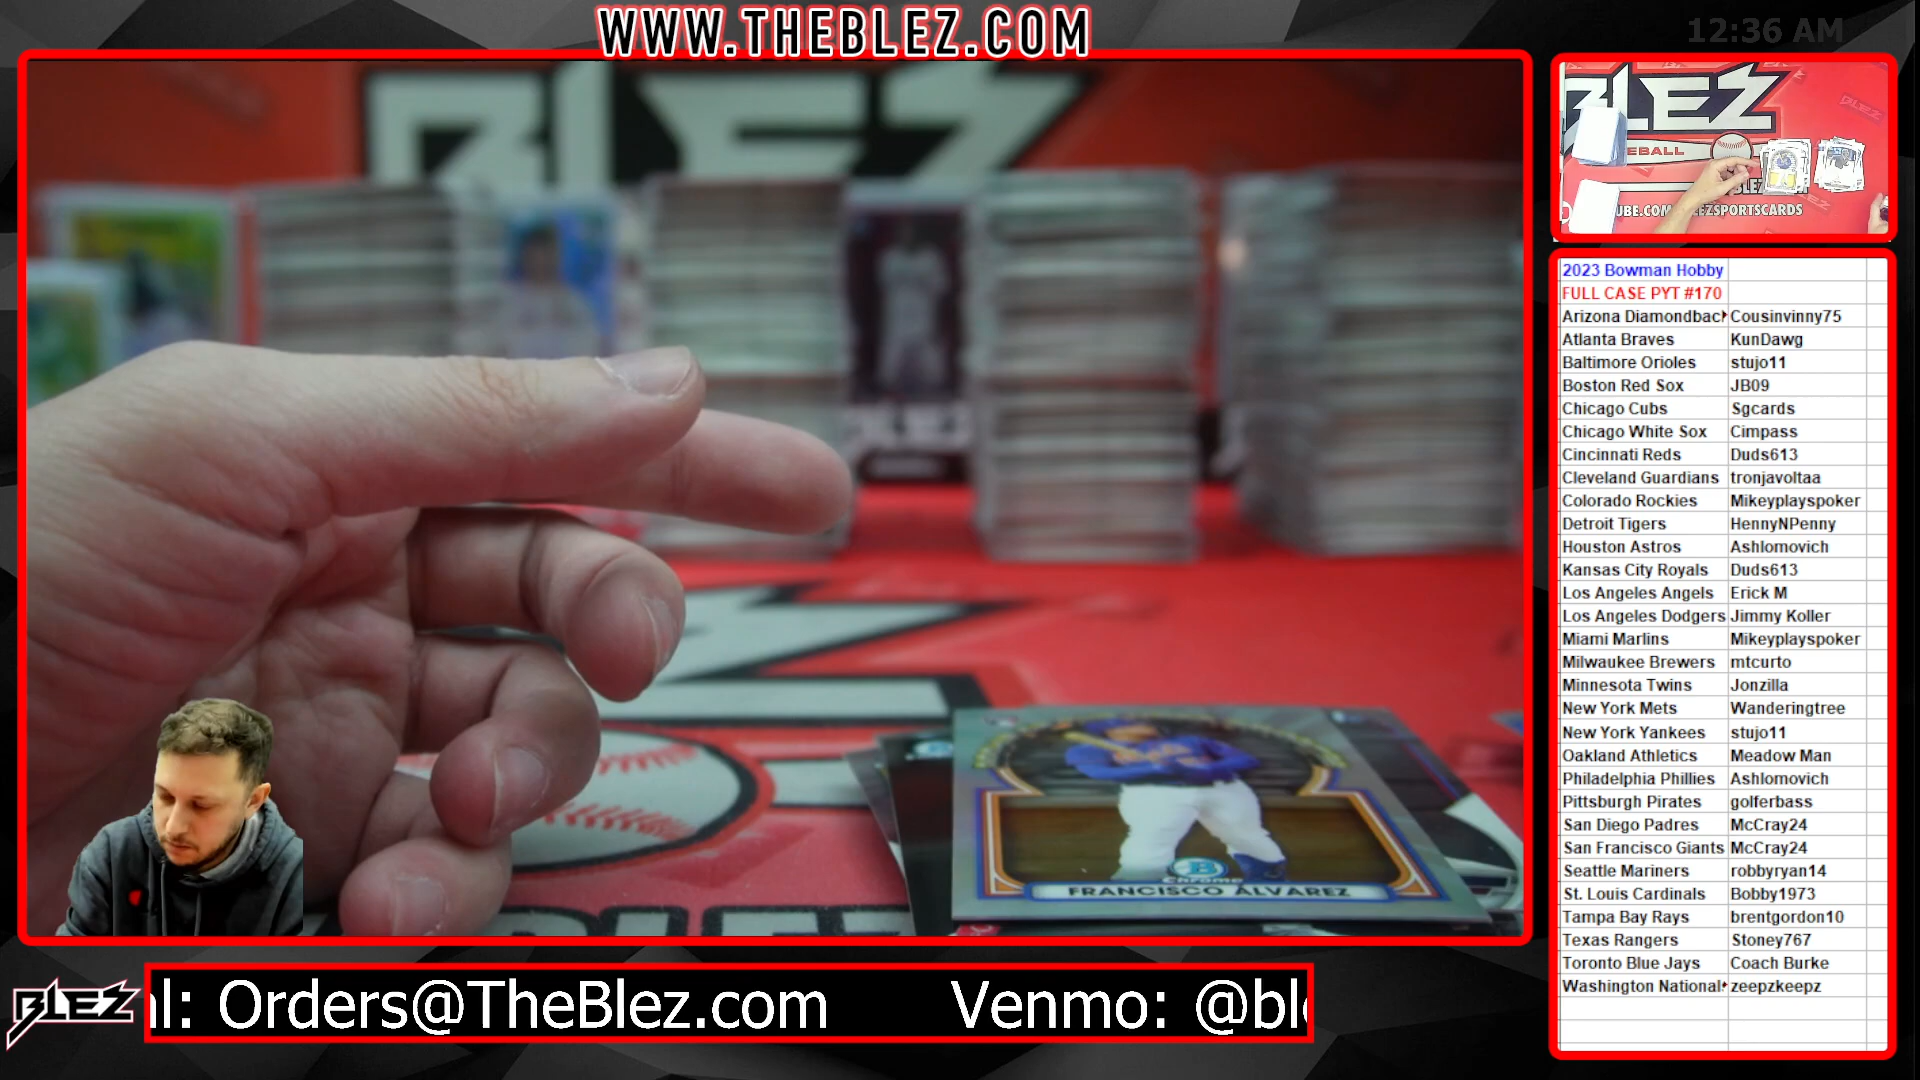 WWW.THEBLEZ.COM
12:36 AM
BLEZ
BLEZ
EBALL
UBE.COM
EZSPORTSCARDS
Chrome
FRANCISCO ÁLVAREZ
2023 Bowman Hobby
FULL CASE PYT #170
Arizona Diamondbac Cousinvinny75
Atlanta Braves KunDawg
Baltimore Orioles stujo11
Boston Red Sox JB09
Chicago Cubs Sgcards
Chicago White Sox Cimpass
Cincinnati Reds Duds613
Cleveland Guardians tronjavoltaa
Colorado Rockies Mikeyplayspoker
Detroit Tigers HennyNPenny
Houston Astros Ashlomovich
Kansas City Royals Duds613
Los Angeles Angels Erick M
Los Angeles Dodgers Jimmy Koller
Miami Marlins Mikeyplayspoker
Milwaukee Brewers mtcurto
Minnesota Twins Jonzilla
New York Mets Wanderingtree
New York Yankees stujo11
Oakland Athletics Meadow Man
Philadelphia Phillies Ashlomovich
Pittsburgh Pirates golferbass
San Diego Padres McCray24
San Francisco Giants McCray24
Seattle Mariners robbyryan14
St. Louis Cardinals Bobby1973
Tampa Bay Rays brentgordon10
Texas Rangers Stoney767
Toronto Blue Jays Coach Burke
Washington National zeepzkeepz
BLEZ
l: Orders@TheBlez.com Venmo: @bl